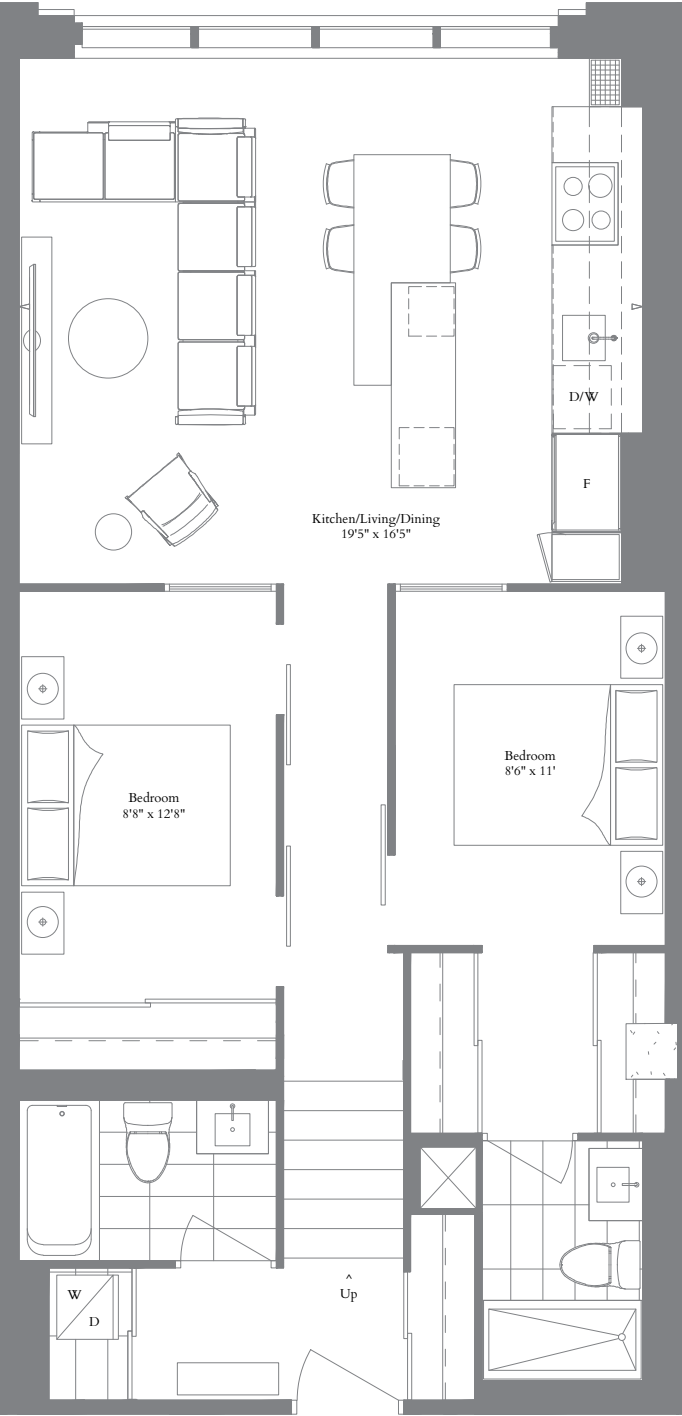 D/W
F
Kitchen/Living/Dining
19'5" x 16'5"
Bedroom
8'6" x 11'
Bedroom
8'8" x 12'8"
^
Up
W
D